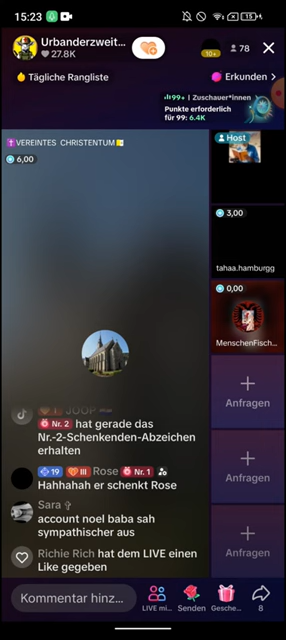 15:23
15
Urbanderzweit...
27.8K
10+
78
Tägliche Rangliste
Erkunden >
99+ | Zuschauer*innen
Punkte erforderlich
für 99: 6.4K
VEREINTES CHRISTENTUM
6,00
Host
3,00
tahaa.hamburgg
0,00
MenschenFisch...
Anfragen
Anfragen
Anfragen
JOOP
Nr. 2 hat gerade das
Nr.-2-Schenkenden-Abzeichen
erhalten
19 III Rose Nr. 1
Hahhahah er schenkt Rose
Sara
account noel baba sah
sympathischer aus
Richie Rich hat dem LIVE einen
Like gegeben
Kommentar hinz...
LIVE mi...
Senden
Gesche...
8